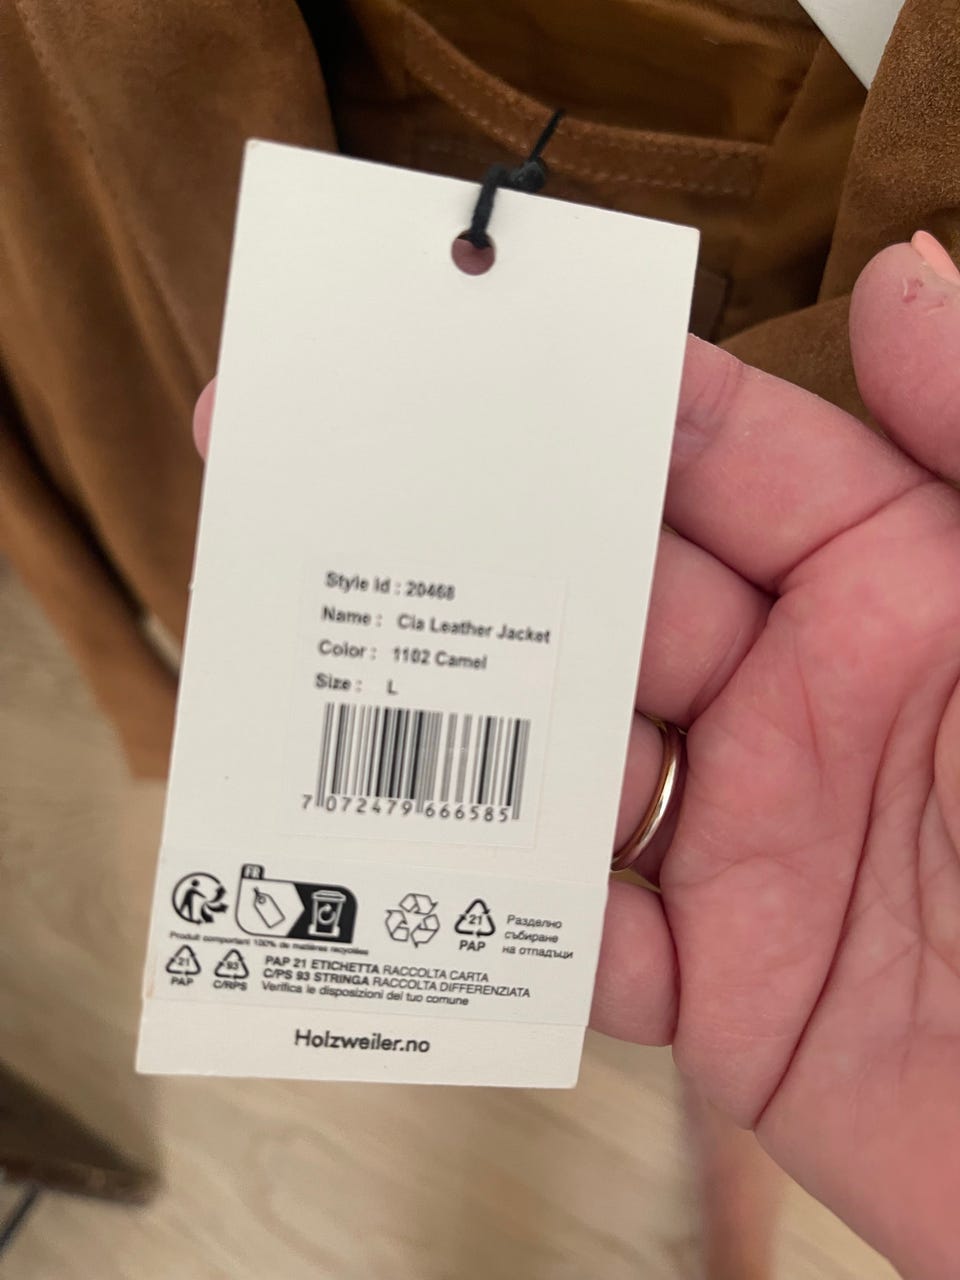 Style Id : 20468
Name : Cia Leather Jacket
Color : 1102 Camel
Size : L
7 072479 666585
FR
Produit comportant 100% de matières recyclées
21
PAP
Разделно
събиране
на отпадъци
21
PAP
93
C/RPS
PAP 21 ETICHETTA RACCOLTA CARTA
C/PS 93 STRINGA RACCOLTA DIFFERENZIATA
Verifica le disposizioni del tuo comune
Holzweiler.no